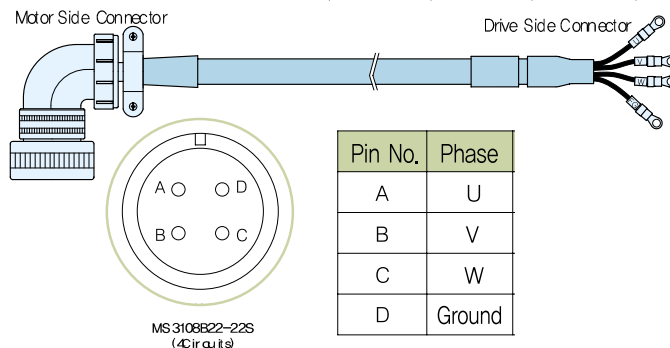 Motor Side Connector
Drive Side Connector
A
D
B
C
MS3108B22-22S
(4Circuits)
Pin No. Phase
A U
B V
C W
D Ground